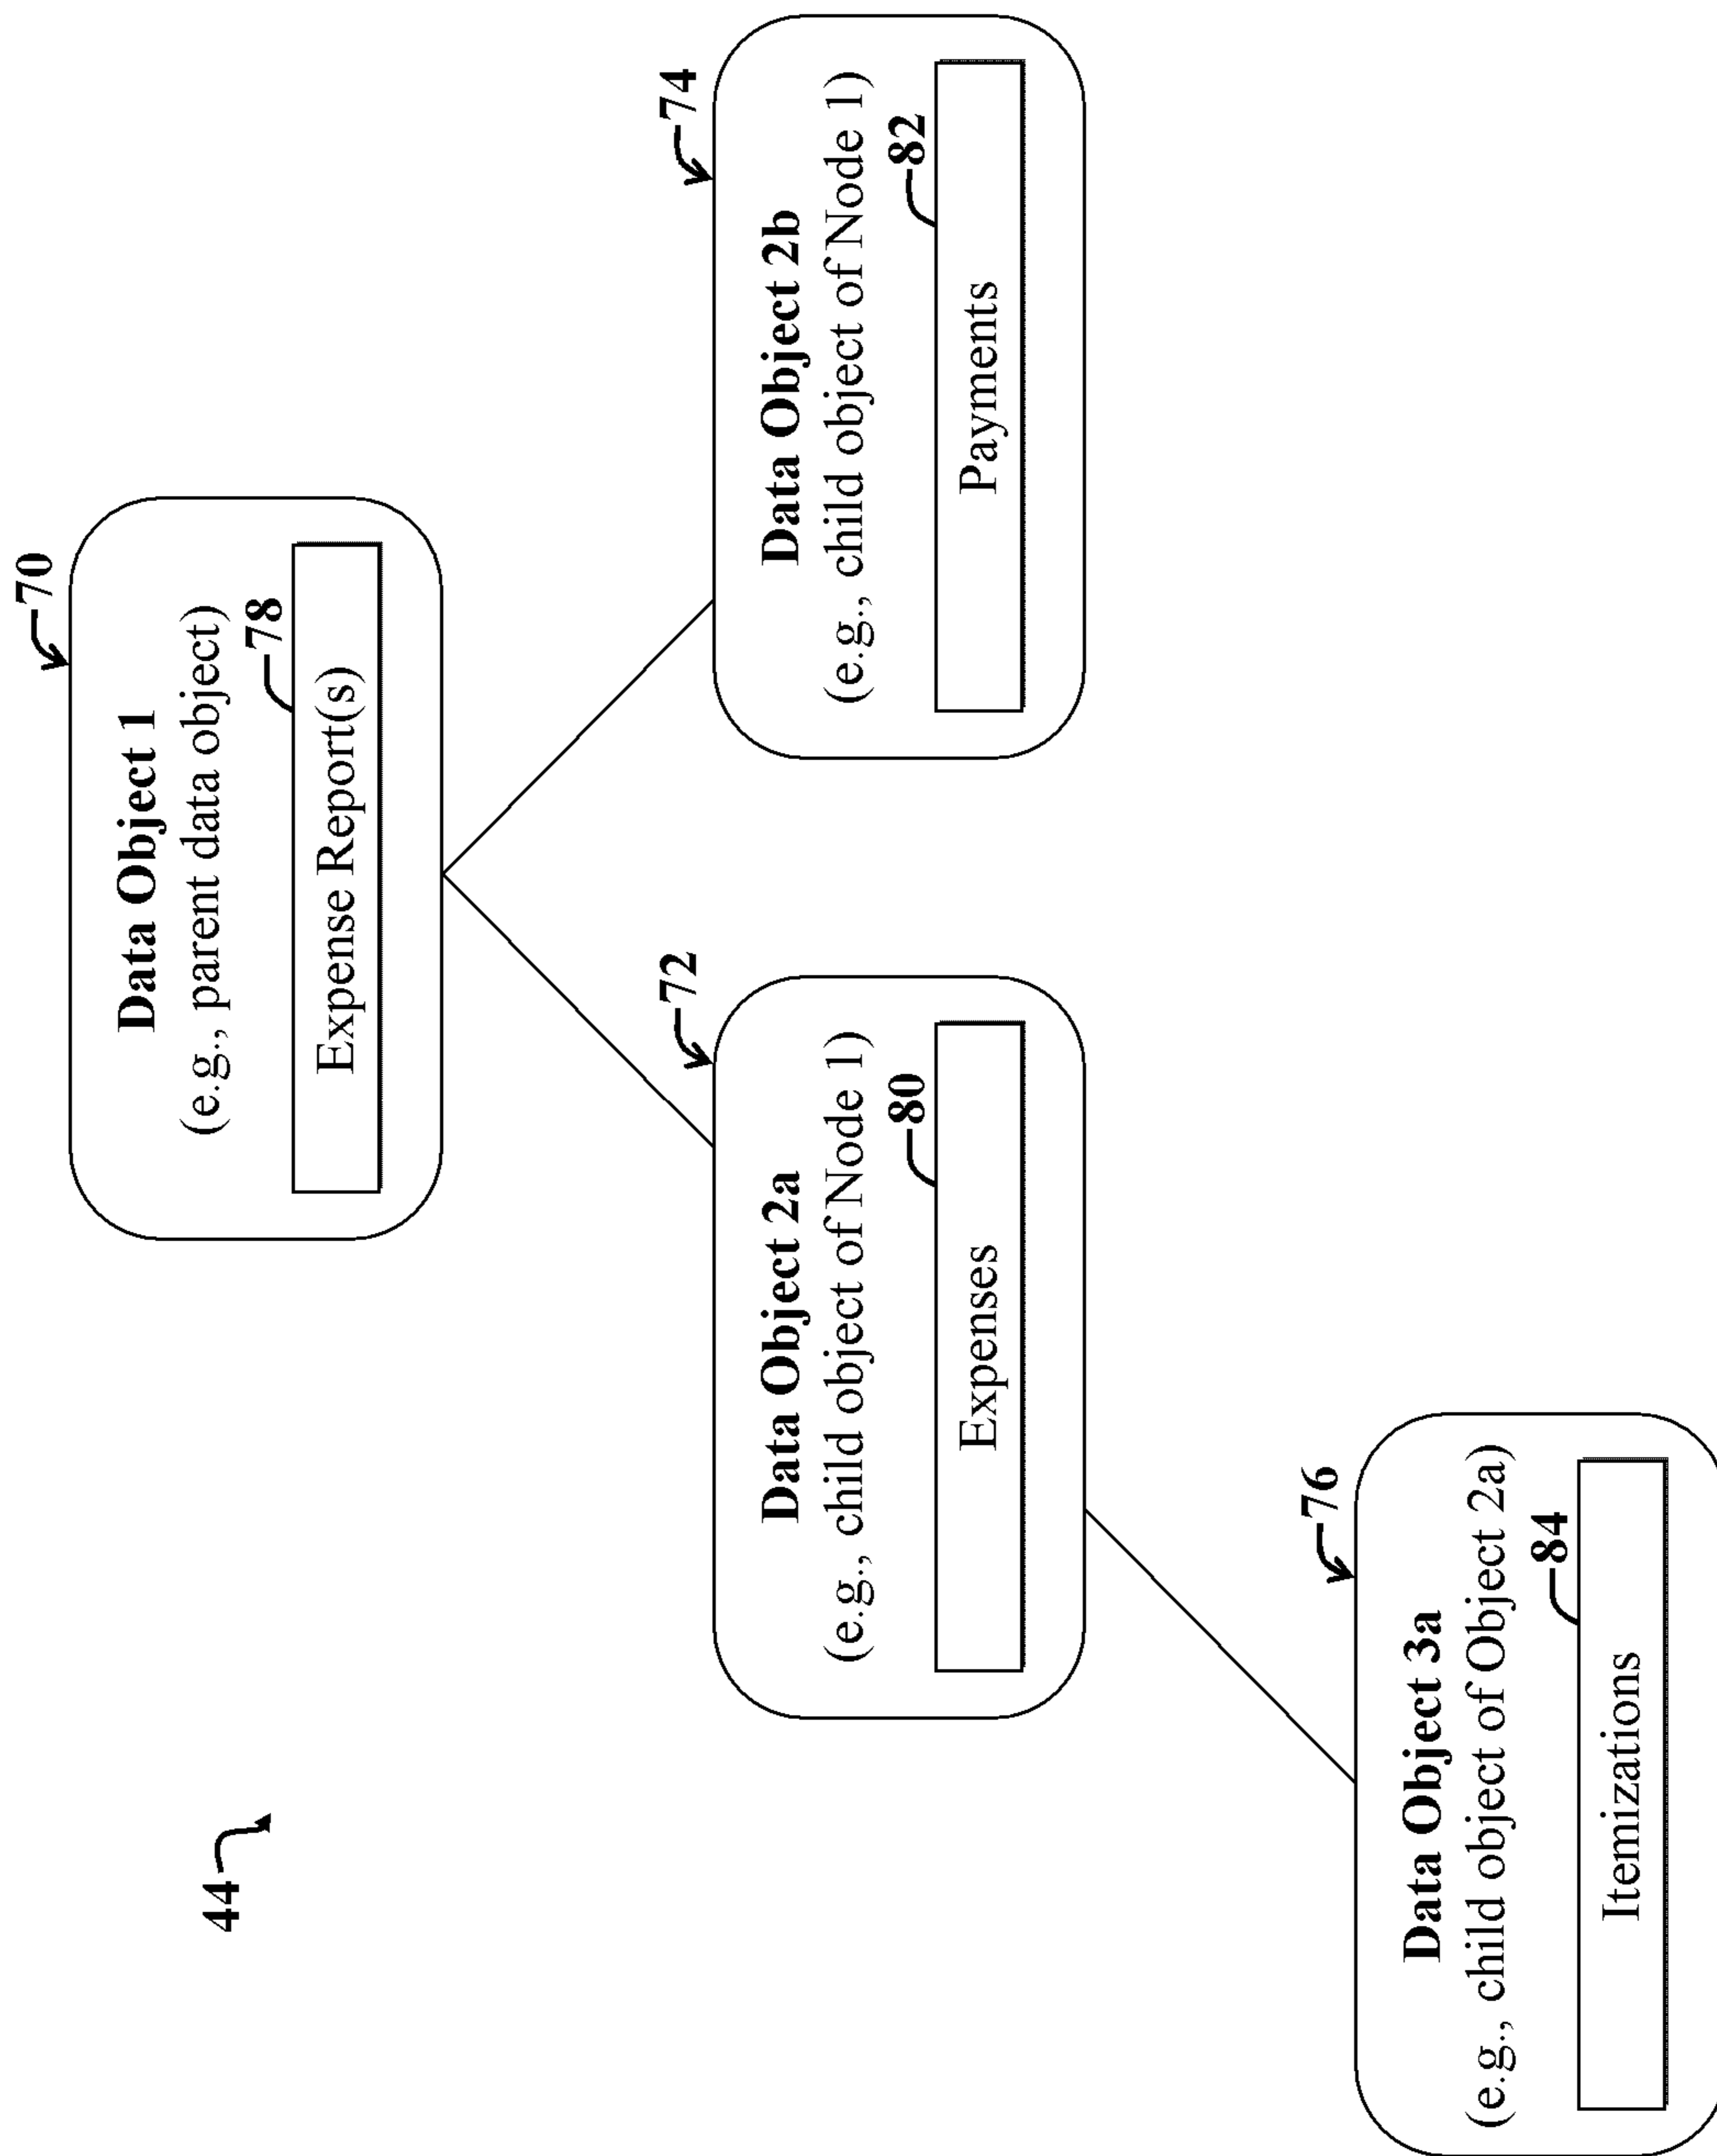 44
70
Data Object 1
(e.g., parent data object)
78
Expense Report(s)
72
Data Object 2a
(e.g., child object of Node 1)
80
Expenses
74
Data Object 2b
(e.g., child object of Node 1)
82
Payments
76
Data Object 3a
(e.g., child object of Object 2a)
84
Itemizations